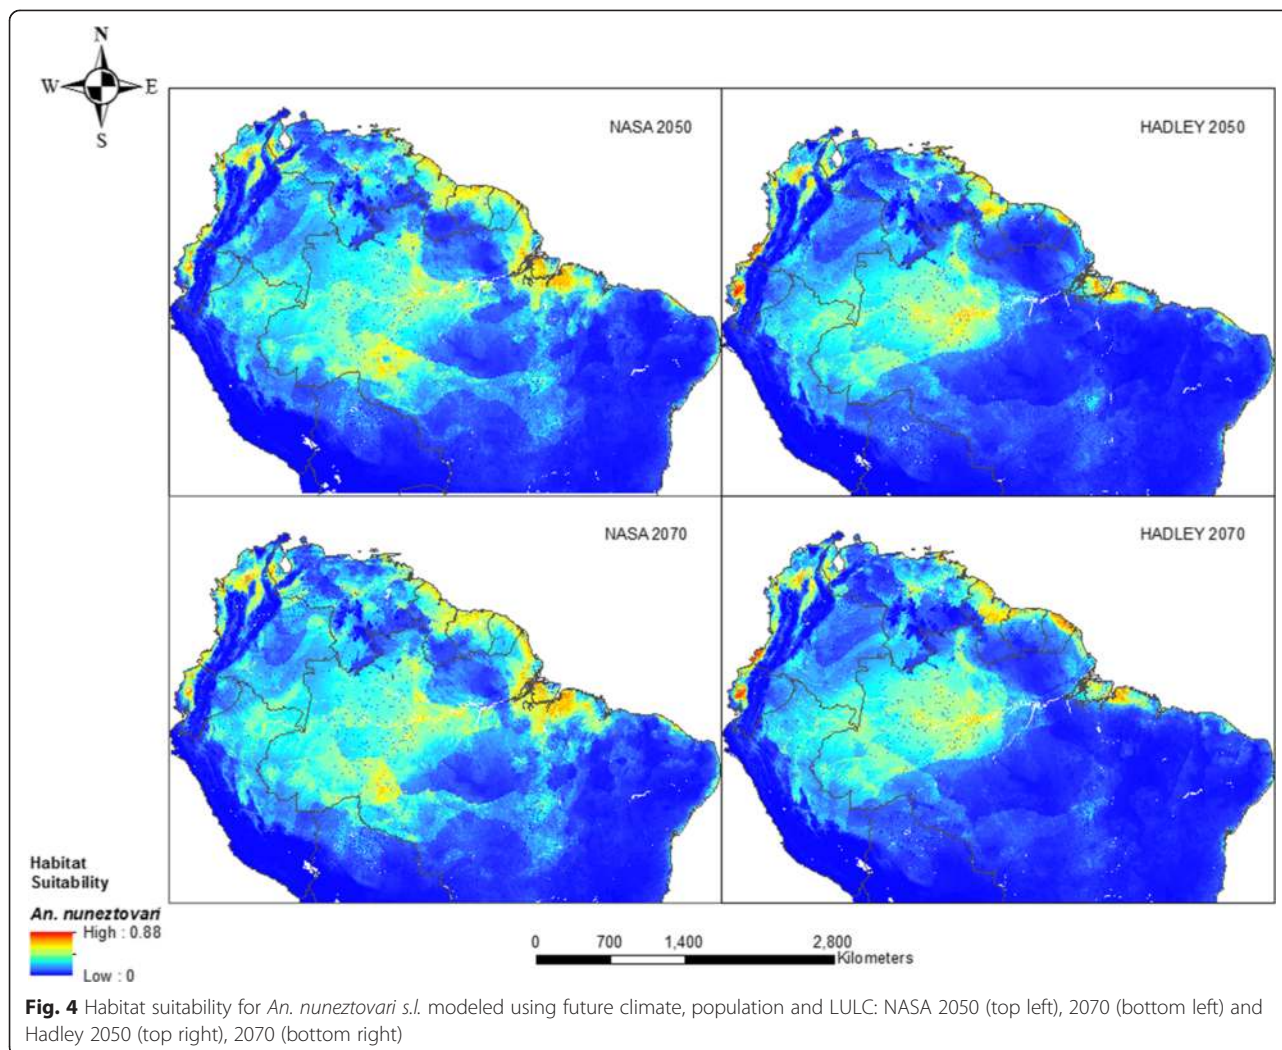 N
W E
S
NASA 2050
HADLEY 2050
NASA 2070
HADLEY 2070
Habitat
Suitability
An. nuneztovari
High : 0.88
Low : 0
0 700 1,400 2,800
Kilometers
Fig. 4 Habitat suitability for An. nuneztovari s.l. modeled using future climate, population and LULC: NASA 2050 (top left), 2070 (bottom left) and
Hadley 2050 (top right), 2070 (bottom right)